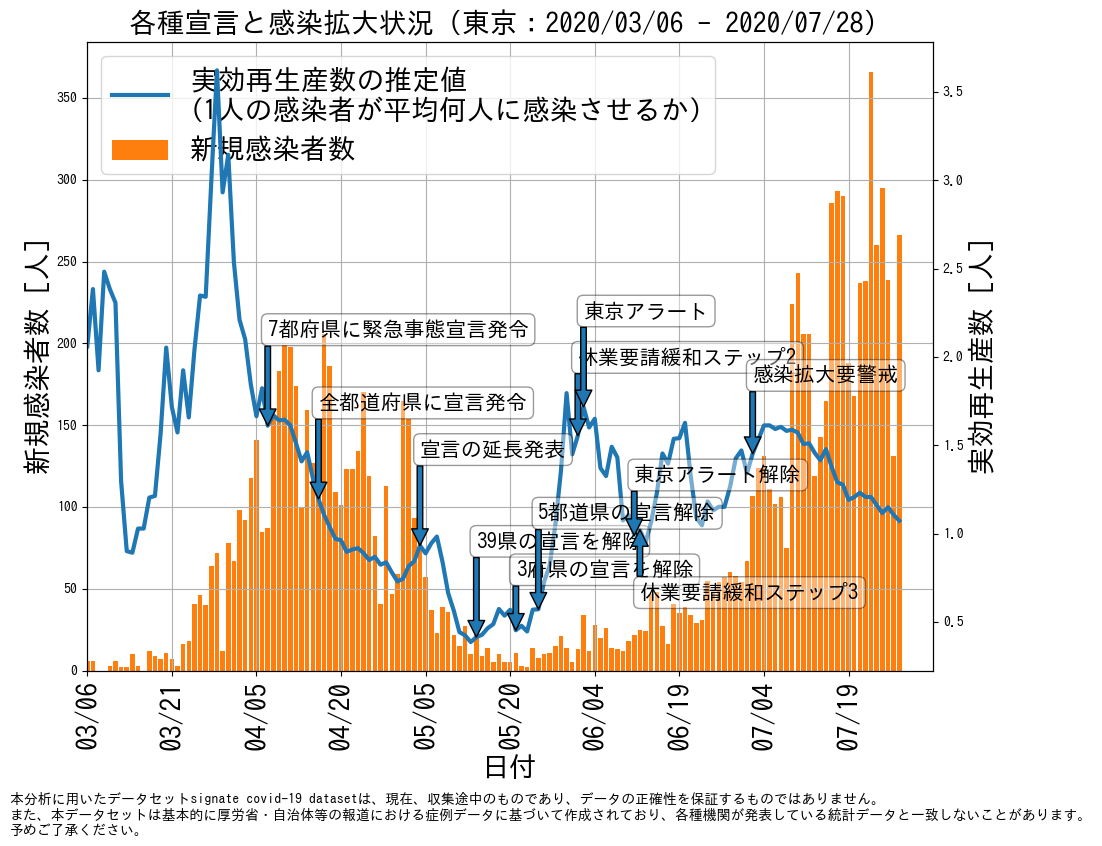 各種宣言と感染拡大状況 (東京：2020/03/06 - 2020/07/28)
実効再生産数の推定値
(1人の感染者が平均何人に感染させるか)
新規感染者数
新規感染者数 [人]
実効再生産数 [人]
350
300
250
200
150
100
50
0
3.5
3.0
2.5
2.0
1.5
1.0
0.5
東京アラート
7都府県に緊急事態宣言発令
休業要請緩和ステップ2
感染拡大要警戒
全都道府県に宣言発令
宣言の延長発表
東京アラート解除
5都道県の宣言解除
39県の宣言を解除
3府県の宣言を解除
休業要請緩和ステップ3
03/06
03/21
04/05
04/20
05/05
05/20
06/04
06/19
07/04
07/19
日付
本分析に用いたデータセットsignate covid-19 datasetは、現在、収集途中のものであり、データの正確性を保証するものではありません。
また、本データセットは基本的に厚労省・自治体等の報道における症例データに基づいて作成されており、各種機関が発表している統計データと一致しないことがあります。
予めご了承ください。